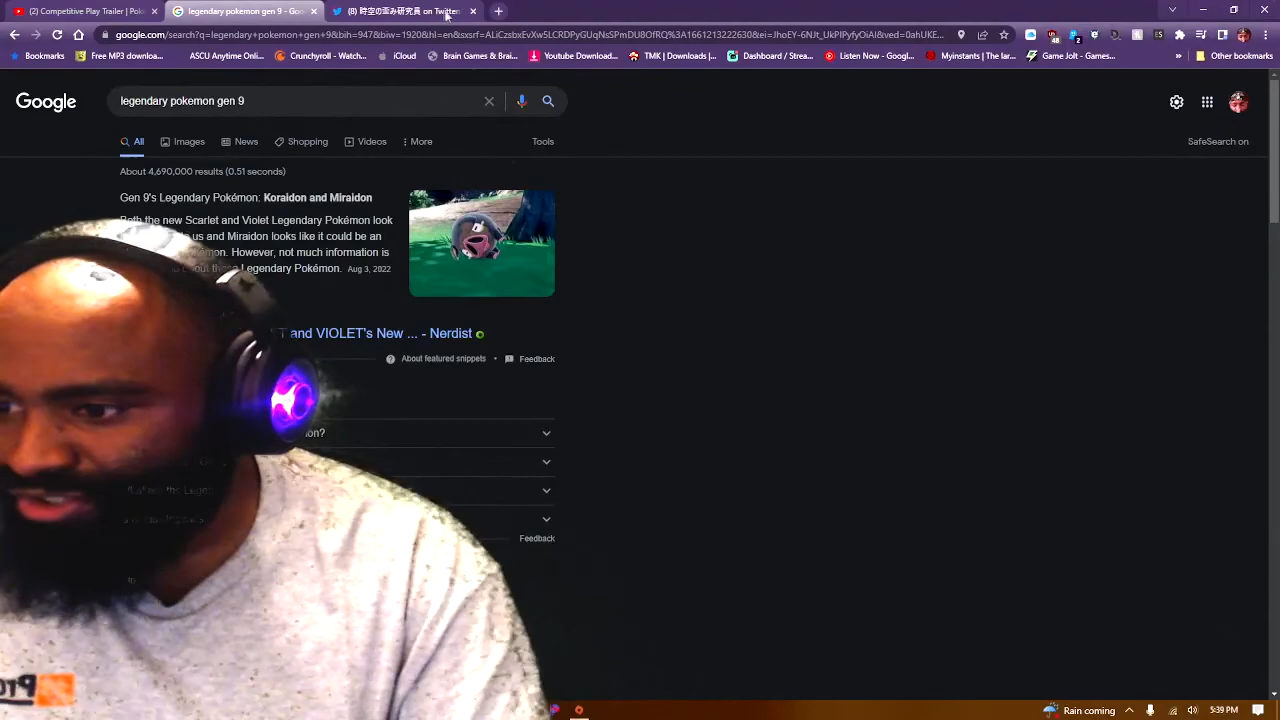 (2) Competitive Play Trailer | Pok
legendary pokemon gen 9 - Goo
(8) 時空の歪み研究員 on Twitter
google.com/search?q=legendary+pokemon+gen+9&bih=947&biw=1920&hl=en&sxsrf=ALiCzsbxEvXw5LCRDPyGUqNsSPmDU8OfRQ%3A1661213222630&ei=JhoEY-6NJt_UkPIPyfyOiAI&ved=0ahUKE...
Bookmarks
Free MP3 download...
ASCU Anytime Onli...
Crunchyroll - Watch...
iCloud
Brain Games & Brai...
Youtube Downloade...
TMK | Downloads |...
Dashboard / Strea...
Listen Now - Googl...
Myinstants | The lar...
Game Jolt - Games...
»
Other bookmarks
Google
legendary pokemon gen 9
All
Images
News
Shopping
Videos
More
Tools
SafeSearch on
About 4,690,000 results (0.51 seconds)
Gen 9's Legendary Pokémon: Koraidon and Miraidon
Both the new Scarlet and Violet Legendary Pokémon look
us and Miraidon looks like it could be an
However, not much information is
Legendary Pokémon. Aug 3, 2022
and VIOLET's New ... - Nerdist
About featured snippets • Feedback
ion?
Feedback
Rain coming
5:39 PM